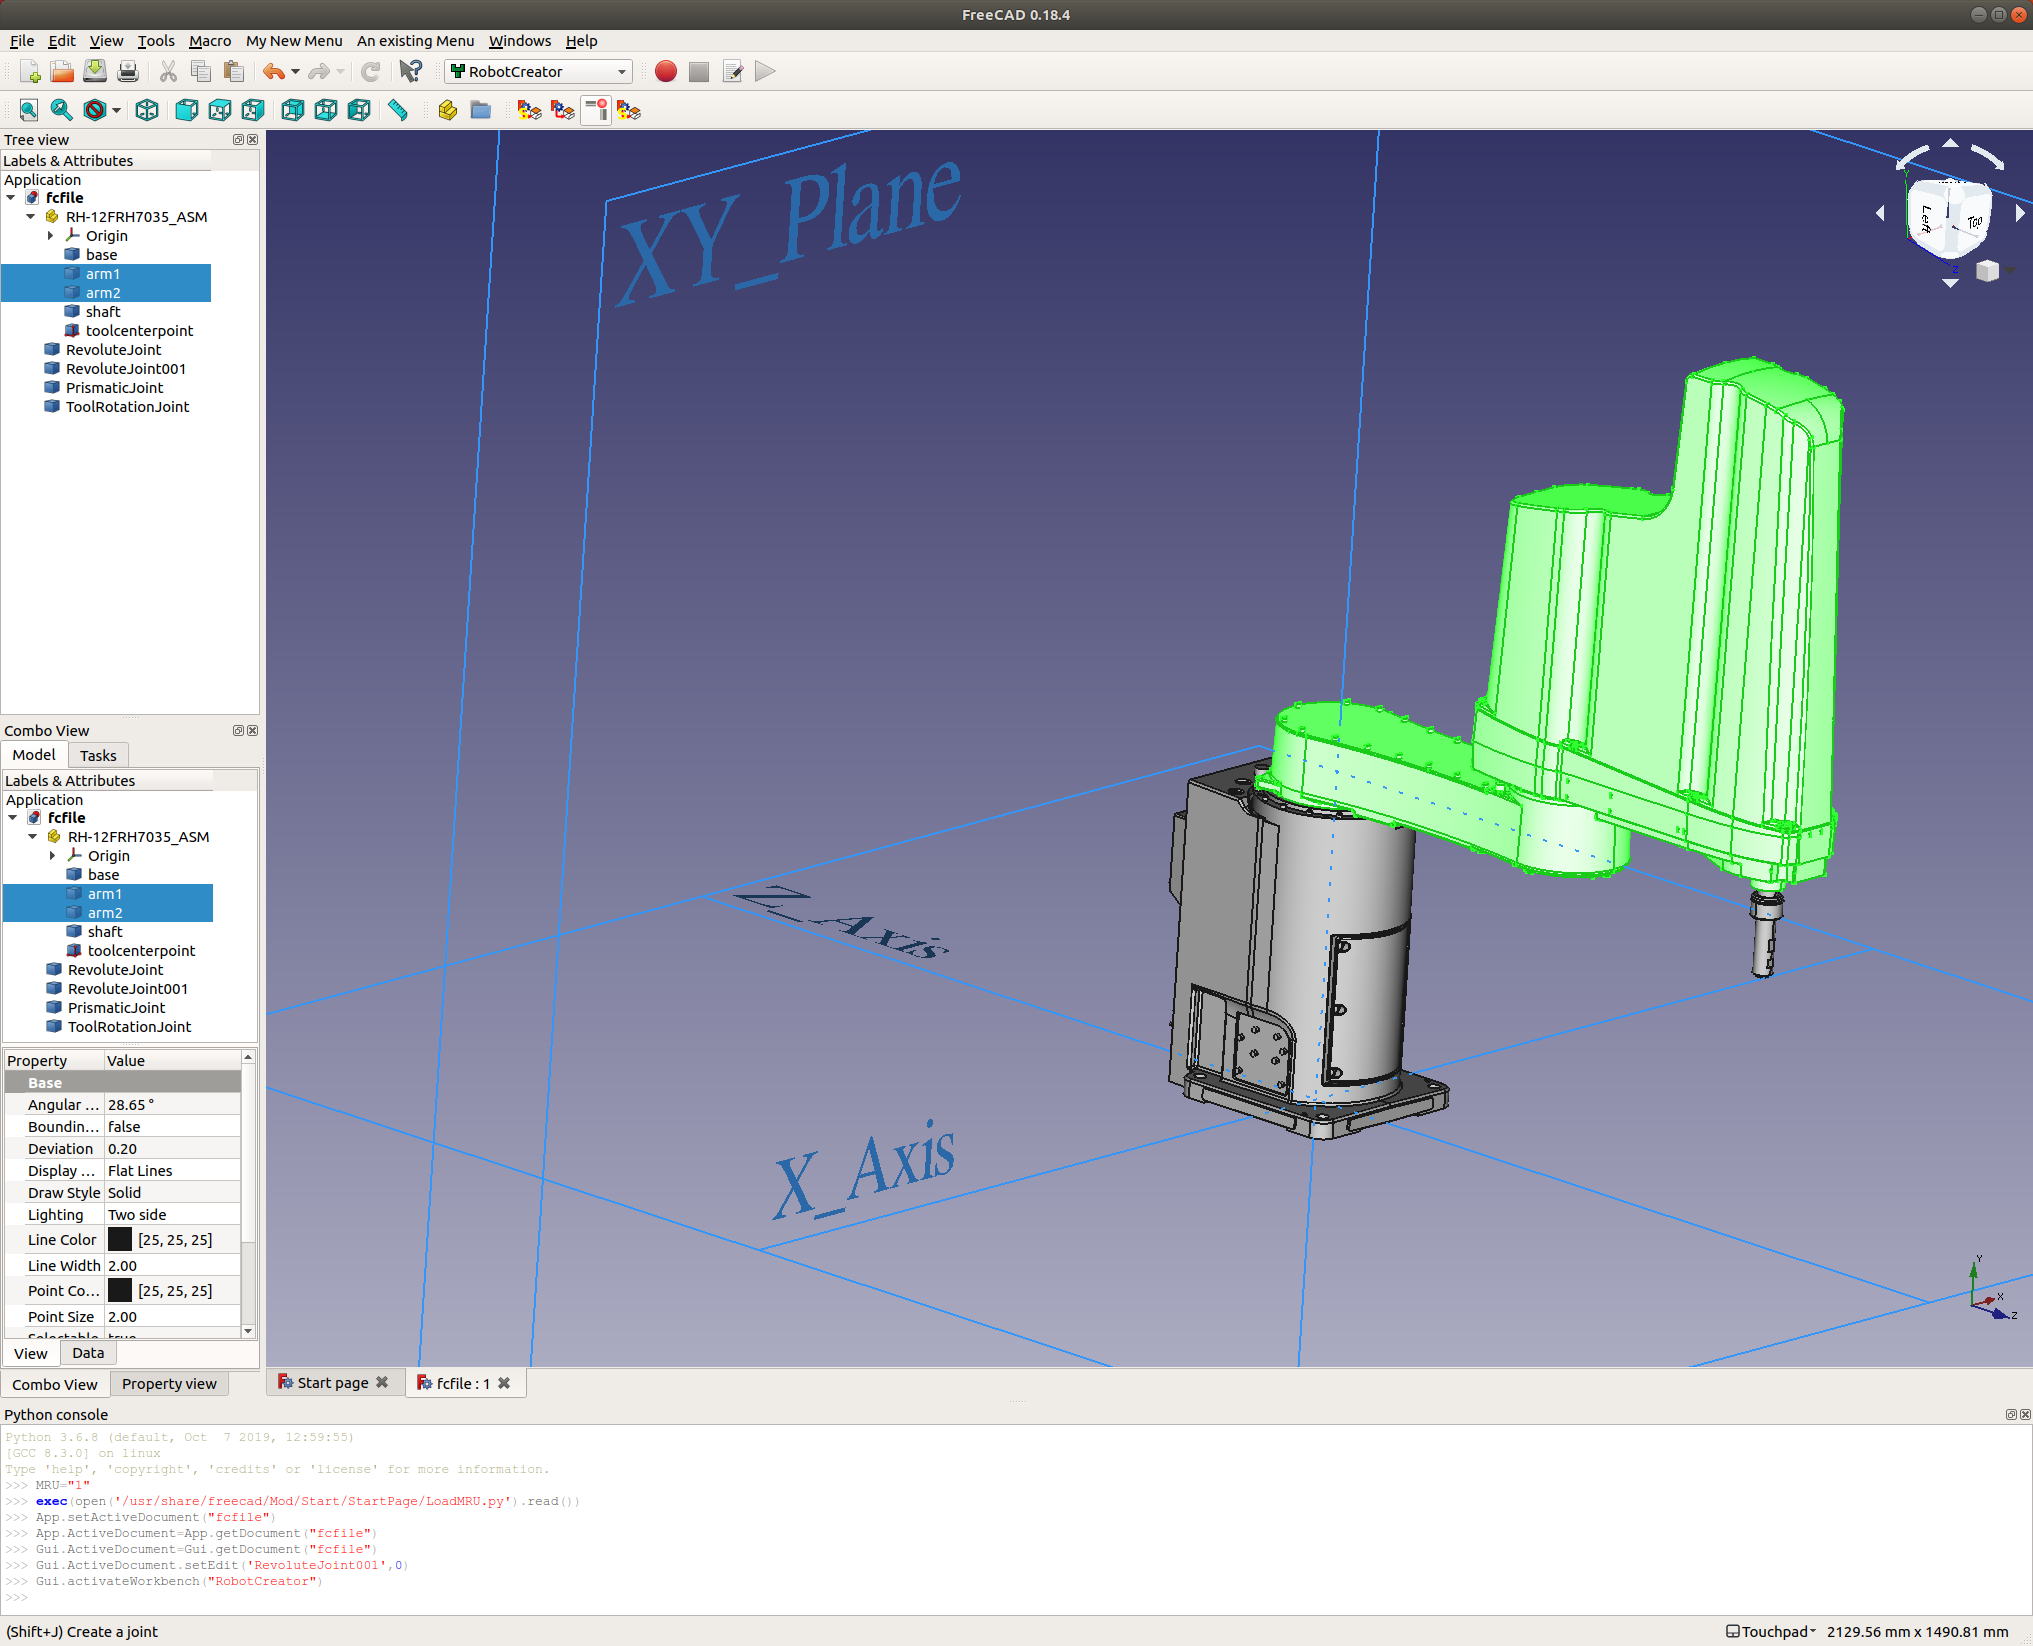 FreeCAD 0.18.4
File Edit View Tools Macro My New Menu An existing Menu Windows Help
RobotCreator
Tree view
Labels & Attributes
Application
fcfile
RH-12FRH7035_ASM
Origin
base
arm1
arm2
shaft
toolcenterpoint
RevoluteJoint
RevoluteJoint001
PrismaticJoint
ToolRotationJoint
Combo View
Model Tasks
Labels & Attributes
Application
fcfile
RH-12FRH7035_ASM
Origin
base
arm1
arm2
shaft
toolcenterpoint
RevoluteJoint
RevoluteJoint001
PrismaticJoint
ToolRotationJoint
Property Value
Base
Angular ... 28.65 °
Boundin... false
Deviation 0.20
Display ... Flat Lines
Draw Style Solid
Lighting Two side
Line Color [25, 25, 25]
Line Width 2.00
Point Co... [25, 25, 25]
Point Size 2.00
Selectable true
View Data
Combo View Property view
XY_Plane
Z_Axis
X_Axis
Left Top
Y
Z
Y
X
Z
Start page fcfile : 1
Python console
Python 3.6.8 (default, Oct  7 2019, 12:59:55)
[GCC 8.3.0] on linux
Type 'help', 'copyright', 'credits' or 'license' for more information.
>>> MRU="1"
>>> exec(open('/usr/share/freecad/Mod/Start/StartPage/LoadMRU.py').read())
>>> App.setActiveDocument("fcfile")
>>> App.ActiveDocument=App.getDocument("fcfile")
>>> Gui.ActiveDocument=Gui.getDocument("fcfile")
>>> Gui.ActiveDocument.setEdit('RevoluteJoint001',0)
>>> Gui.activateWorkbench("RobotCreator")
>>>
(Shift+J) Create a joint
Touchpad 2129.56 mm x 1490.81 mm